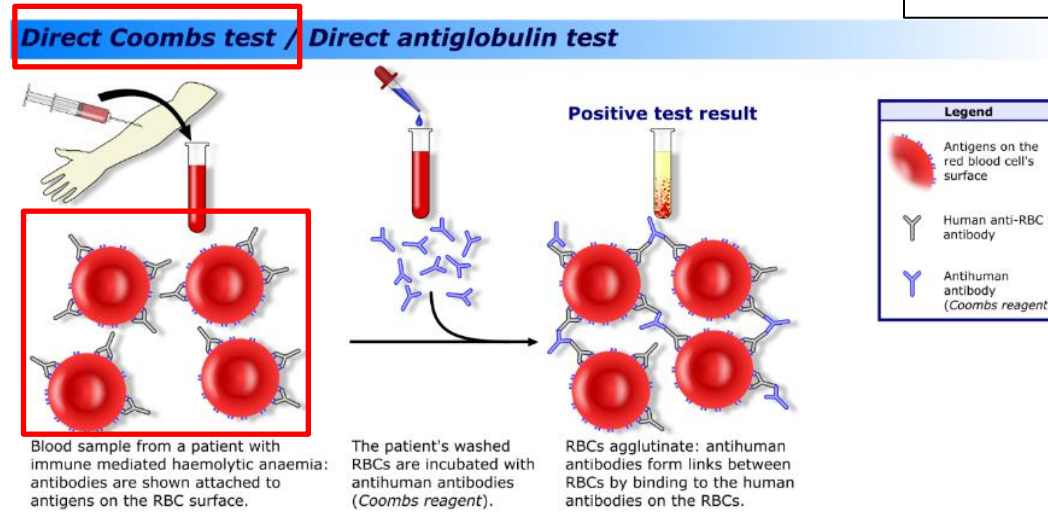 Direct Coombs test / Direct antiglobulin test
Positive test result
Legend
Antigens on the
red blood cell's
surface
Human anti-RBC
antibody
Antihuman
antibody
(Coombs reagent
Blood sample from a patient with
immune mediated haemolytic anaemia:
antibodies are shown attached to
antigens on the RBC surface.
The patient's washed
RBCs are incubated with
antihuman antibodies
(Coombs reagent).
RBCs agglutinate: antihuman
antibodies form links between
RBCs by binding to the human
antibodies on the RBCs.